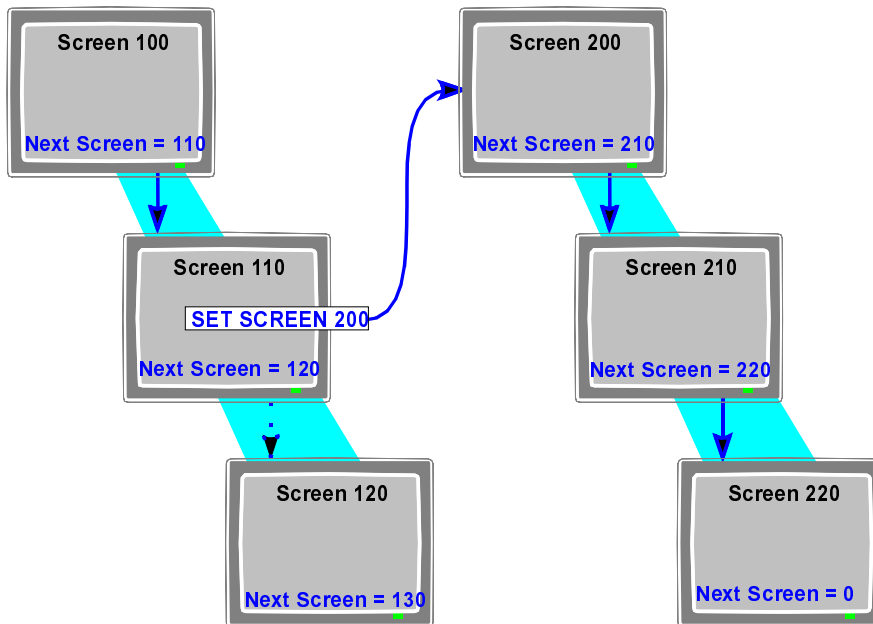 Screen 100
Next Screen = 110
Screen 110
SET SCREEN 200
Next Screen = 120
Screen 120
Next Screen = 130
Screen 200
Next Screen = 210
Screen 210
Next Screen = 220
Screen 220
Next Screen = 0